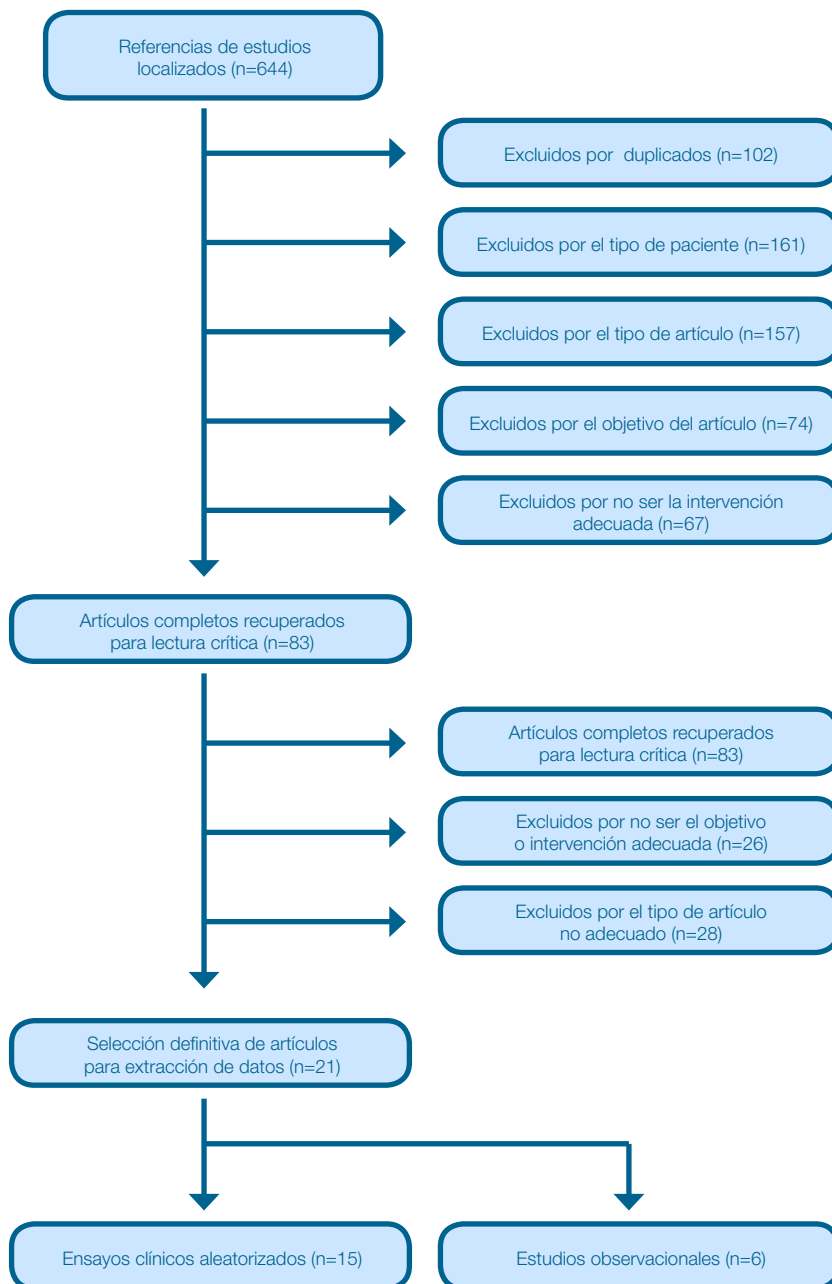 Referencias de estudios
localizados (n=644)
Excluidos por duplicados (n=102)
Excluidos por el tipo de paciente (n=161)
Excluidos por el tipo de artículo (n=157)
Excluidos por el objetivo del artículo (n=74)
Excluidos por no ser la intervención
adecuada (n=67)
Artículos completos recuperados
para lectura crítica (n=83)
Artículos completos recuperados
para lectura crítica (n=83)
Excluidos por no ser el objetivo
o intervención adecuada (n=26)
Excluidos por el tipo de artículo
no adecuado (n=28)
Selección definitiva de artículos
para extracción de datos (n=21)
Ensayos clínicos aleatorizados (n=15)
Estudios observacionales (n=6)